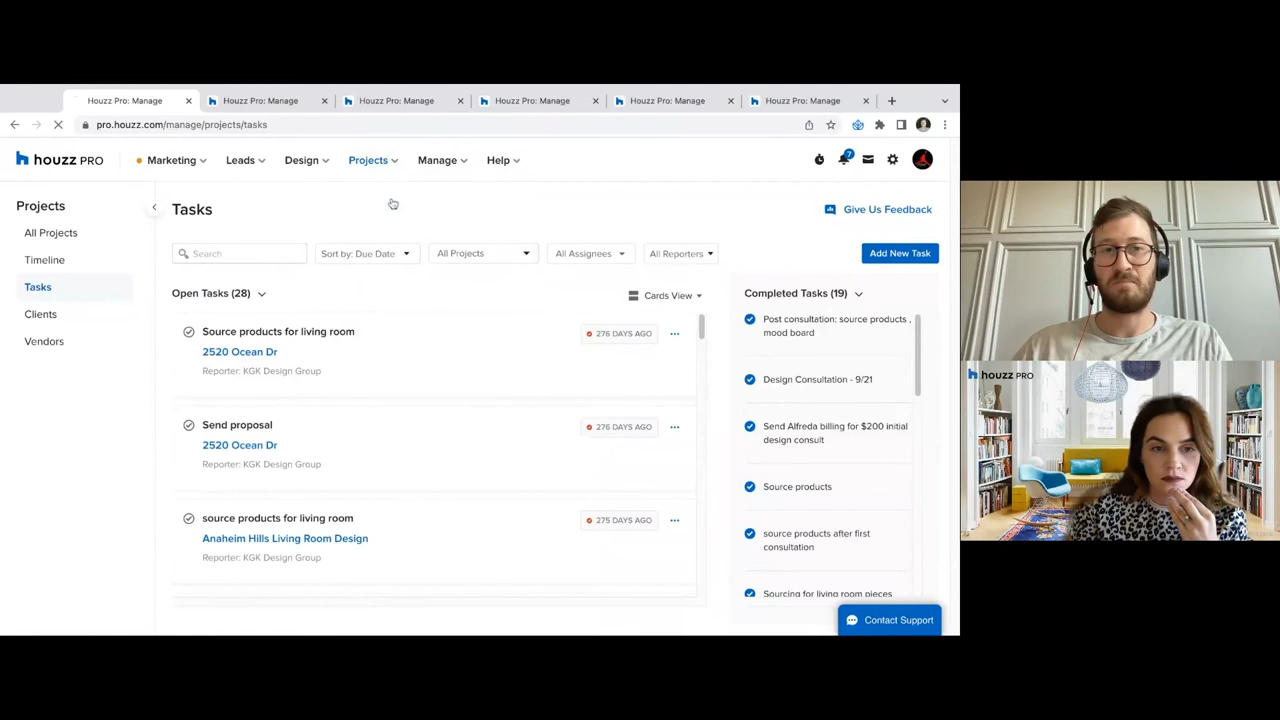 Houzz Pro: Manage
Houzz Pro: Manage
Houzz Pro: Manage
Houzz Pro: Manage
Houzz Pro: Manage
Houzz Pro: Manage
pro.houzz.com/manage/projects/tasks
houzz PRO
Marketing
Leads
Design
Projects
Manage
Help
7
Projects
All Projects
Timeline
Tasks
Clients
Vendors
Tasks
Give Us Feedback
Search
Sort by: Due Date
All Projects
All Assignees
All Reporters
Add New Task
Open Tasks (28)
Cards View
Source products for living room
276 DAYS AGO
2520 Ocean Dr
Reporter: KGK Design Group
Send proposal
276 DAYS AGO
2520 Ocean Dr
Reporter: KGK Design Group
source products for living room
275 DAYS AGO
Anaheim Hills Living Room Design
Reporter: KGK Design Group
Completed Tasks (19)
Post consultation: source products ,
mood board
Design Consultation - 9/21
Send Alfreda billing for $200 initial
design consult
Source products
source products after first
consultation
Sourcing for living room pieces
Contact Support
houzz PRO